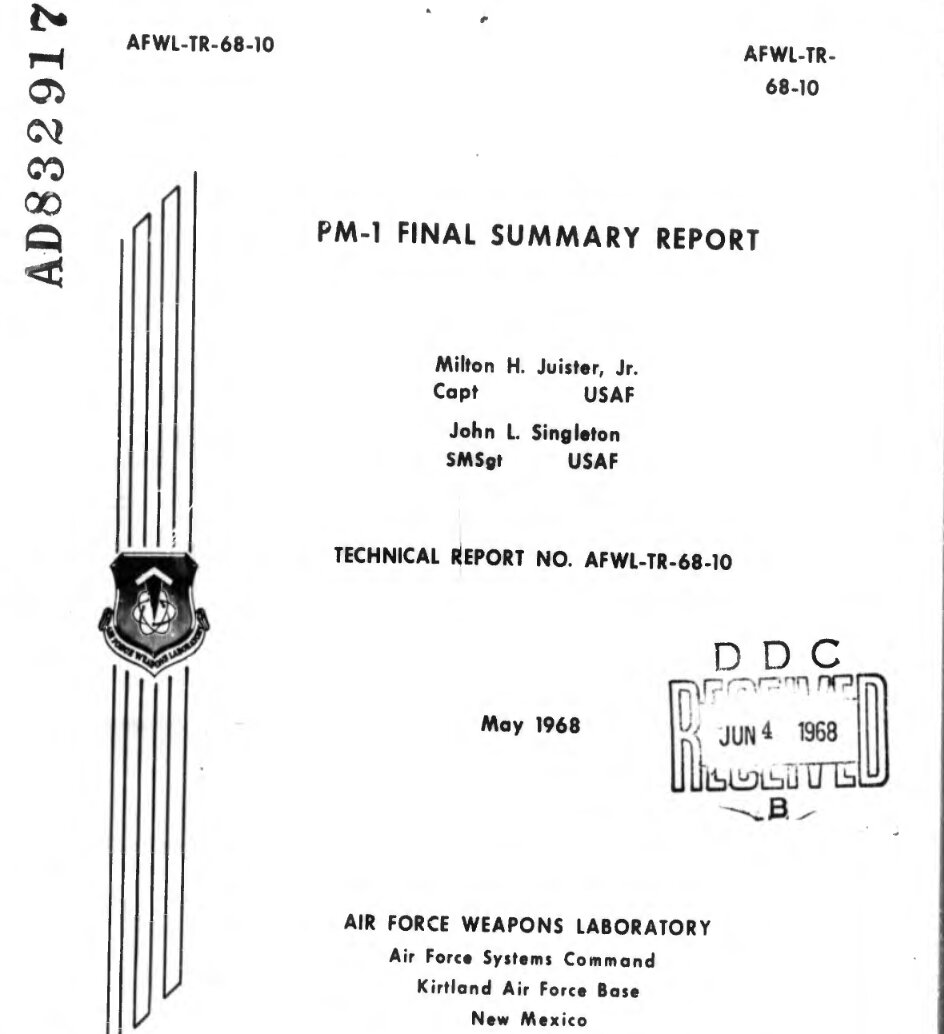 AD832917
AFWL-TR-68-10
AFWL-TR-
68-10
PM-1 FINAL SUMMARY REPORT
Milton H. Juister, Jr.
Capt USAF
John L. Singleton
SMSgt USAF
TECHNICAL REPORT NO. AFWL-TR-68-10
AIR FORCE WEAPONS LABORATORY
May 1968
DDC
RECEIVED
JUN 4 1968
RECEIVED
B
AIR FORCE WEAPONS LABORATORY
Air Force Systems Command
Kirtland Air Force Base
New Mexico